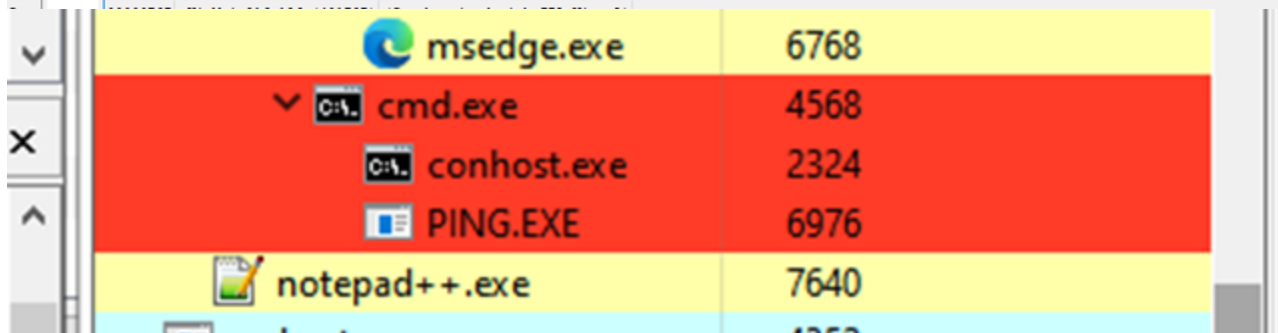 msedge.exe 6768
C:\. cmd.exe 4568
C:\. conhost.exe 2324
PING.EXE 6976
notepad++.exe 7640